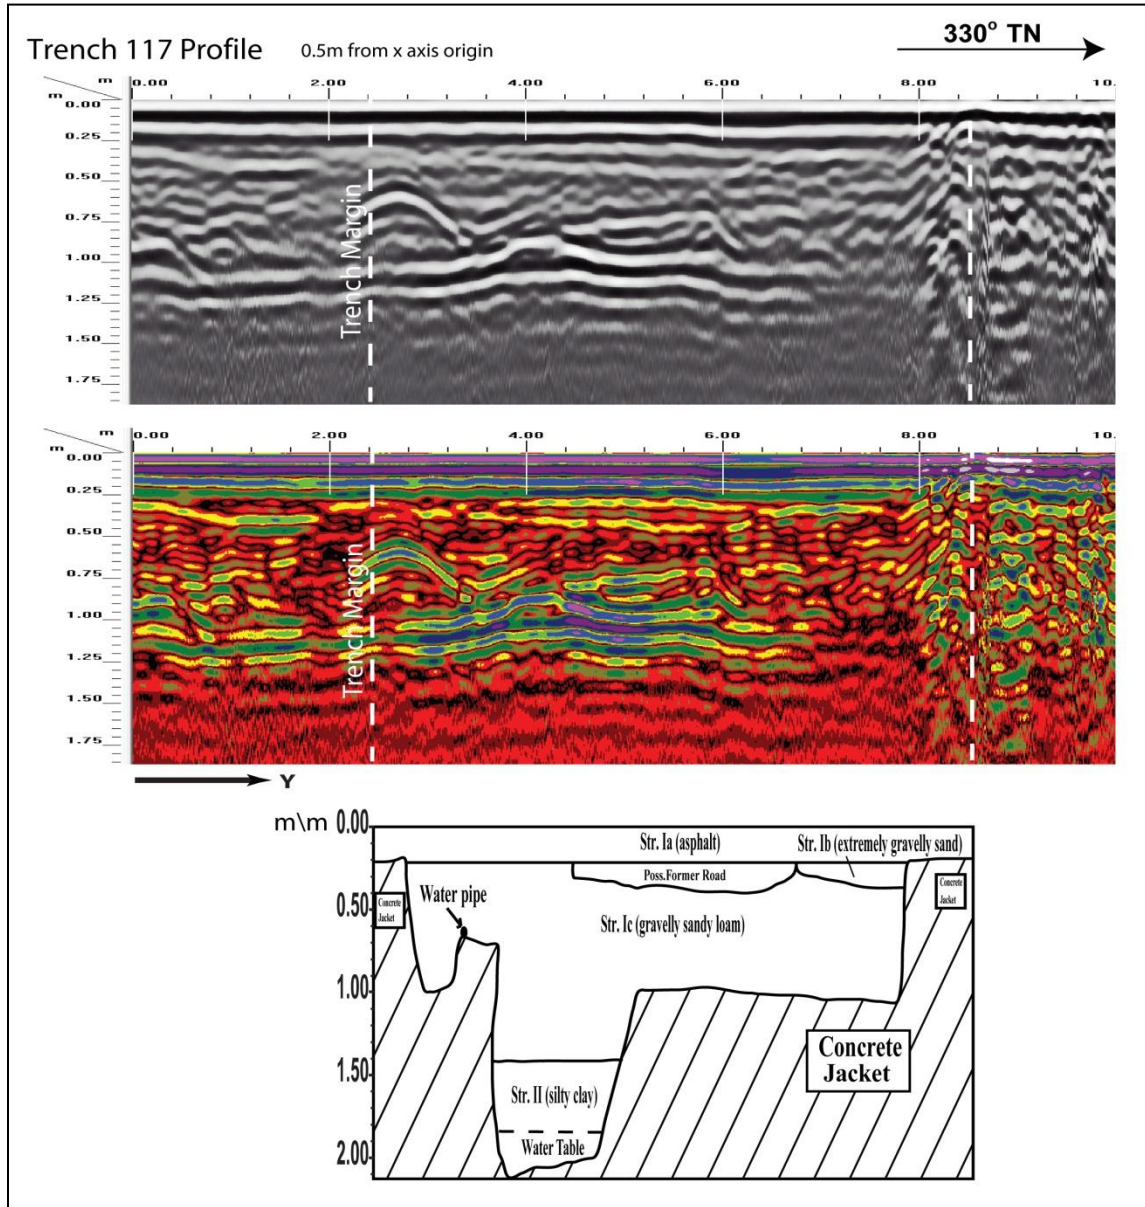 Trench 117 Profile
0.5m from x axis origin
330° TN
m
m
0.00 2.00 4.00 6.00 8.00 10.
0.00
0.25
0.50
0.75
1.00
1.25
1.50
1.75
Trench Margin
m
m
0.00 2.00 4.00 6.00 8.00 10.
0.00
0.25
0.50
0.75
1.00
1.25
1.50
1.75
Trench Margin
Y
m\m
0.00
0.50
1.00
1.50
2.00
Str. Ia (asphalt)
Str. Ib (extremely gravelly sand)
Poss.Former Road
Water pipe
Concrete
Jacket
Concrete
Jacket
Str. Ic (gravelly sandy loam)
Concrete
Jacket
Str. II (silty clay)
Water Table